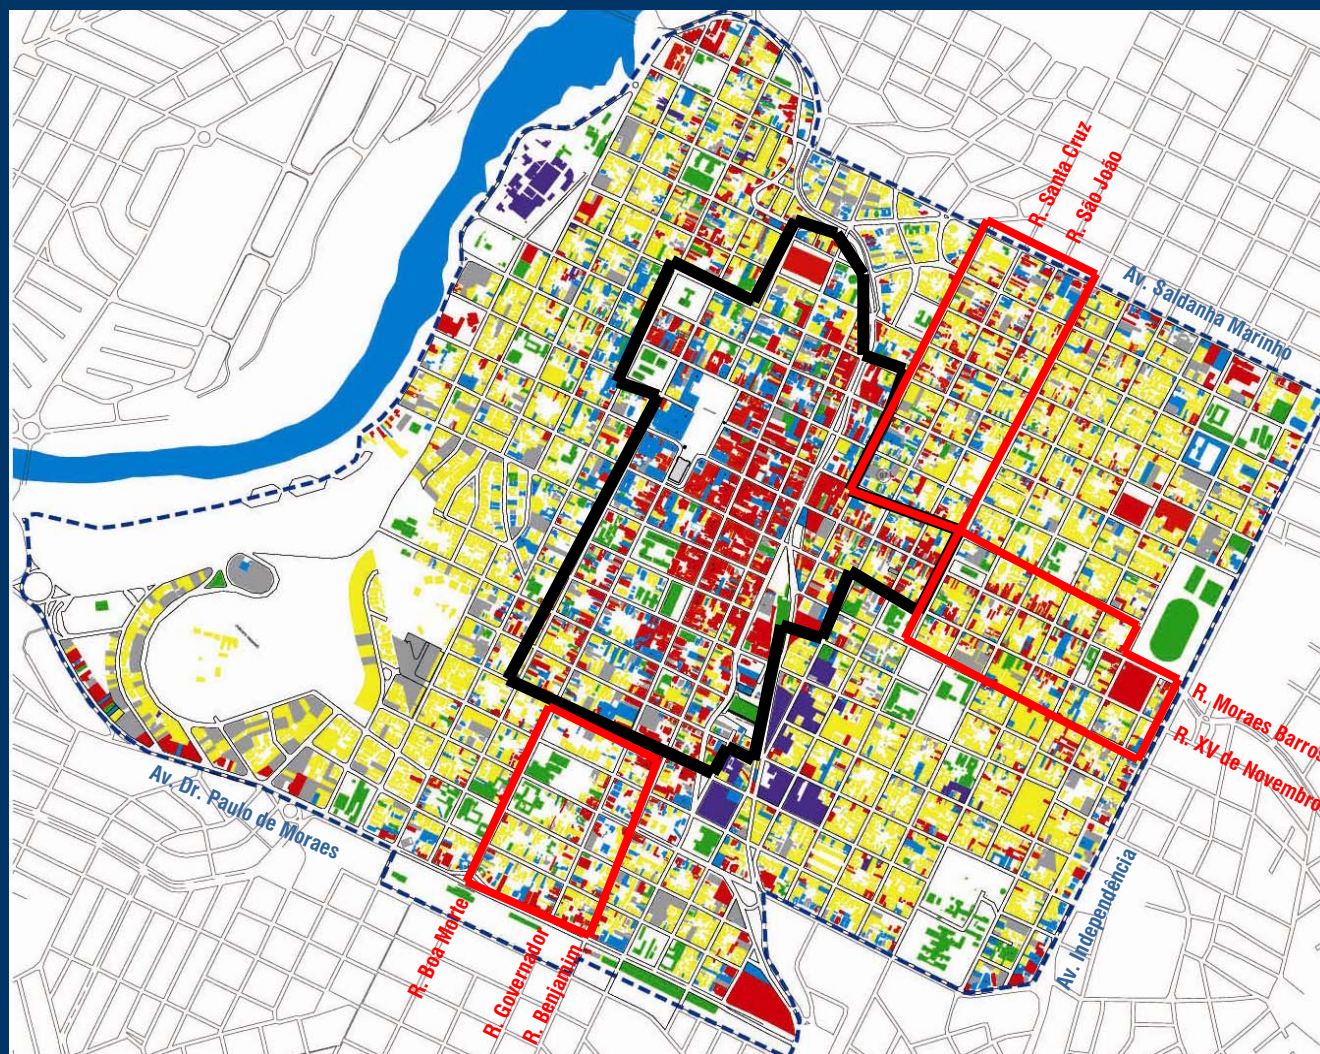 R. Santa Cruz
R. São João
Av. Saldanha Marinho
R. Moraes Barros
R. XV de Novembro
Av. Independência
Av. Dr. Paulo de Moraes
R. Boa Morte
R. Governador
R. Benjamim